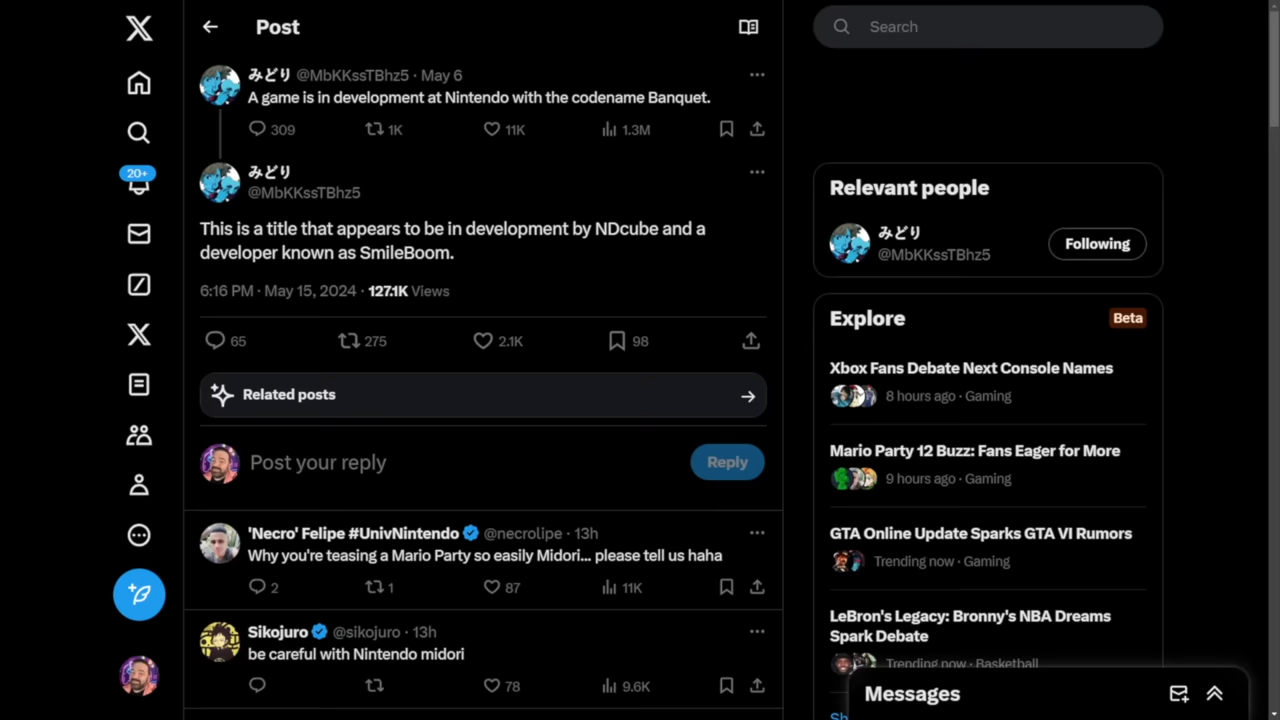 Post
みどり @MbKKssTBhz5 · May 6
A game is in development at Nintendo with the codename Banquet.
309 1K 11K 1.3M
みどり
@MbKKssTBhz5
This is a title that appears to be in development by NDcube and a
developer known as SmileBoom.
6:16 PM · May 15, 2024 · 127.1K Views
65 275 2.1K 98
Related posts
Post your reply
Reply
'Necro' Felipe #UnivNintendo @necrolipe · 13h
Why you're teasing a Mario Party so easily Midori... please tell us haha
2 1 87 11K
Sikojuro @sikojuro · 13h
be careful with Nintendo midori
78 9.6K
20+
Search
Relevant people
みどり
@MbKKssTBhz5
Following
Explore
Beta
Xbox Fans Debate Next Console Names
8 hours ago · Gaming
Mario Party 12 Buzz: Fans Eager for More
9 hours ago · Gaming
GTA Online Update Sparks GTA VI Rumors
Trending now · Gaming
LeBron's Legacy: Bronny's NBA Dreams
Spark Debate
Trending now · Basketball
Sh
Messages